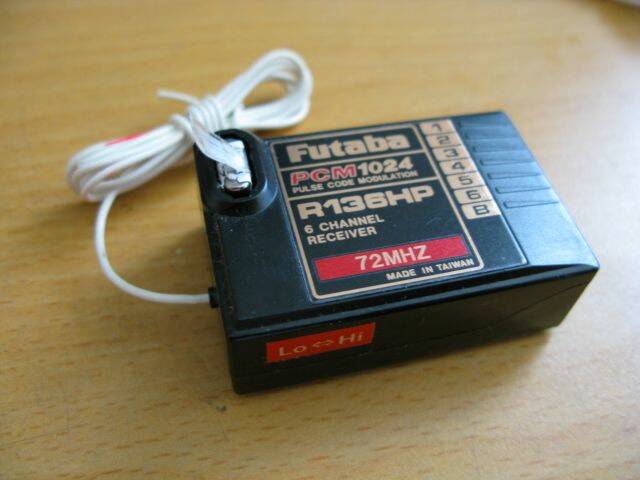 Futaba
PCM1024
PULSE CODE MODULATION
R136HP
6 CHANNEL
RECEIVER
72MHZ
MADE IN TAIWAN
1
2
3
4
5
6
B
Lo ⇔ Hi